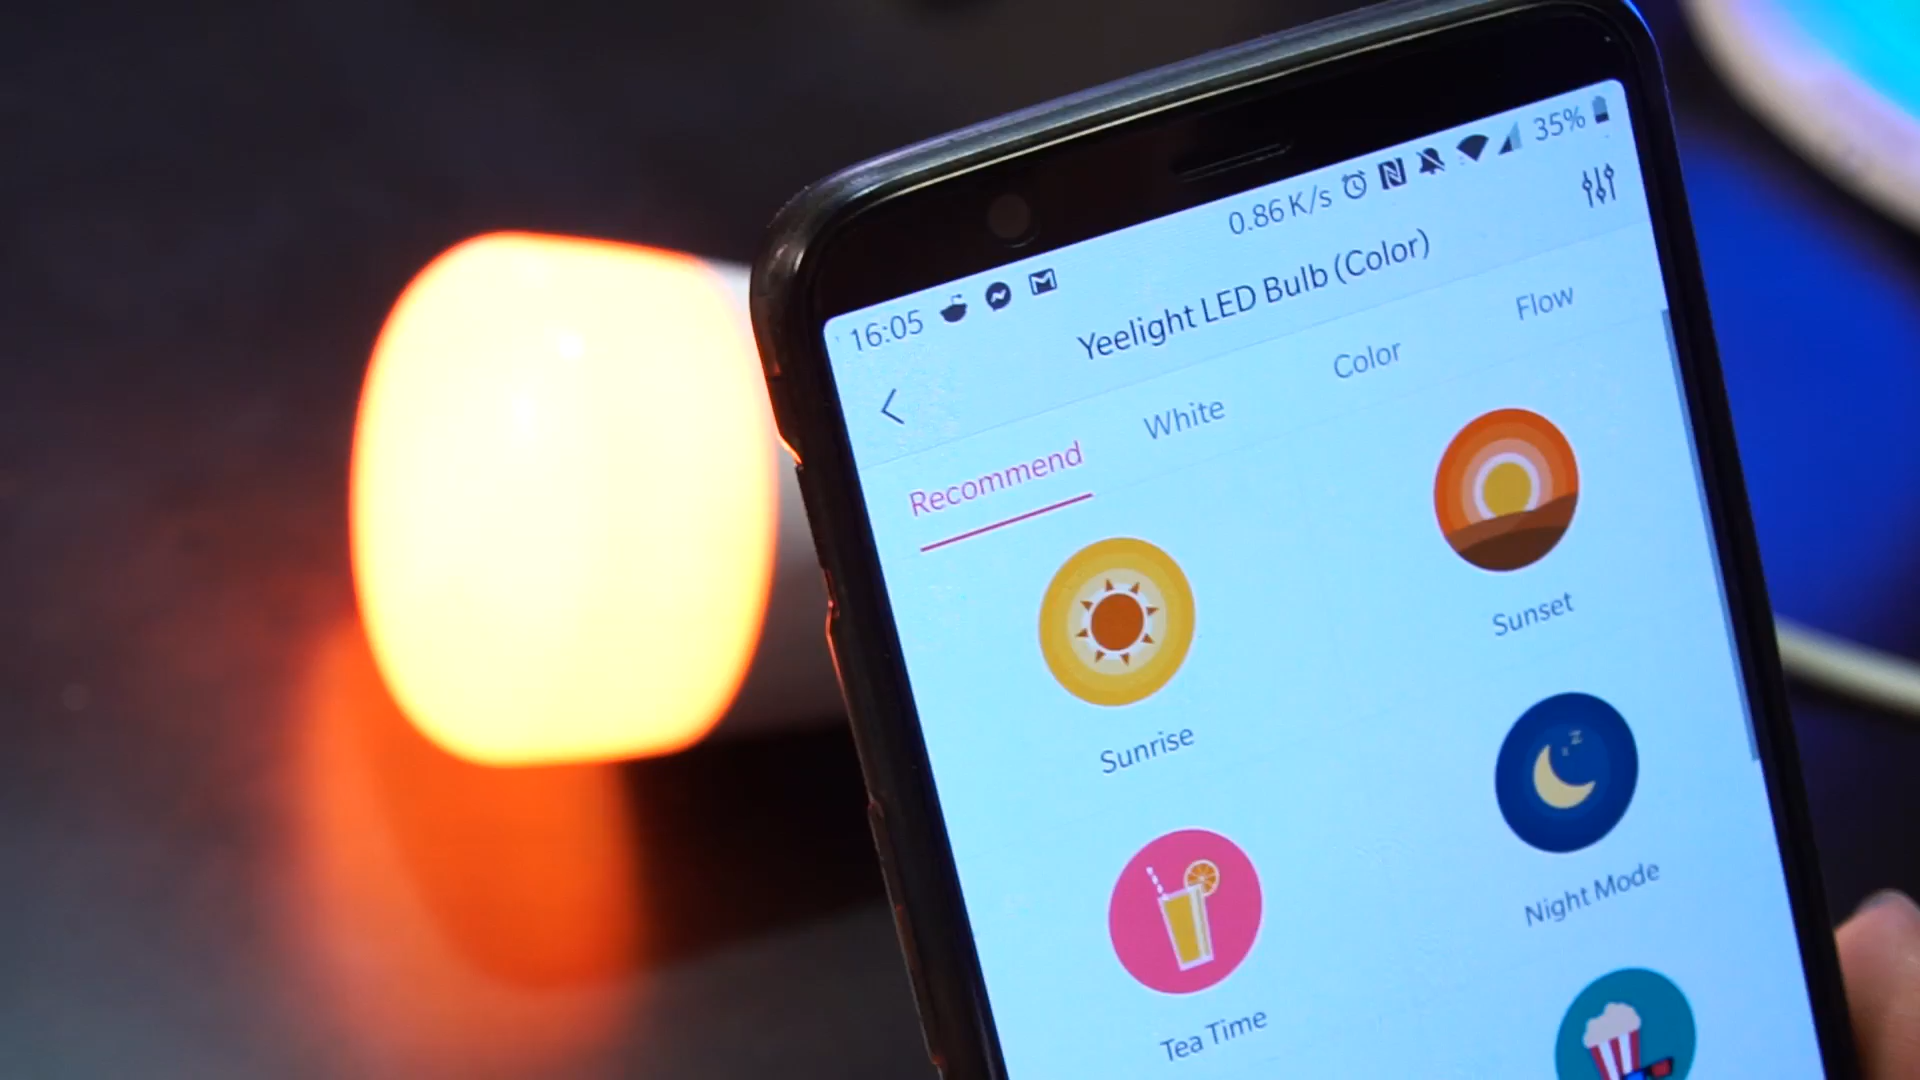 16:05 0.86 K/s 35%
Yeelight LED Bulb (Color)
Recommend White Color Flow
Sunrise Sunset
Tea Time Night Mode